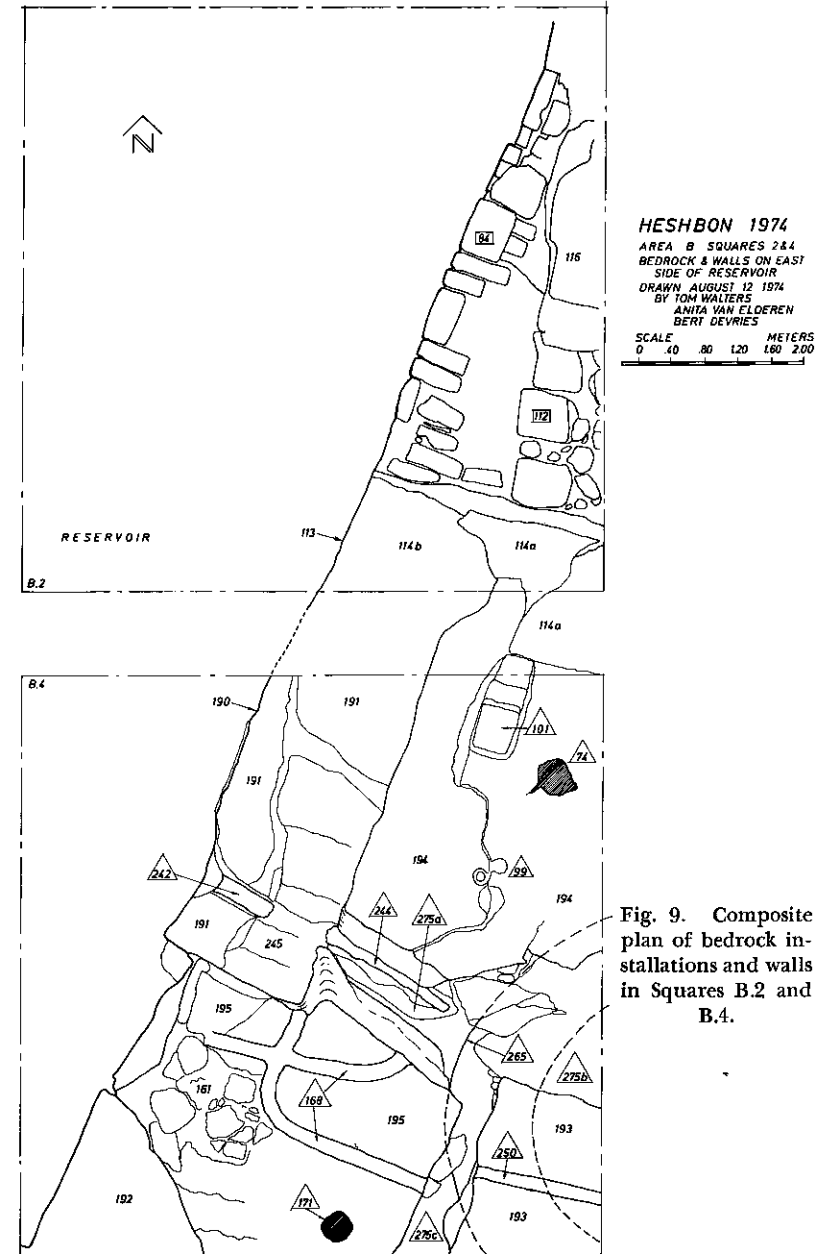 N
84
116
112
HESHBON 1974
AREA B SQUARES 2&4
BEDROCK & WALLS ON EAST
SIDE OF RESERVOIR
DRAWN AUGUST 12 1974
BY TOM WALTERS
ANITA VAN ELDEREN
BERT DEVRIES
SCALE METERS
0 .40 .80 1.20 1.60 2.00
RESERVOIR
113
114b
114a
B.2
114a
B.4
190
191
101
74
191
242
194
99
244
275a
194
191
245
195
265
275b
161
168
195
193
250
192
171
275c
193
Fig. 9. Composite
plan of bedrock in-
stallations and walls
in Squares B.2 and
B.4.